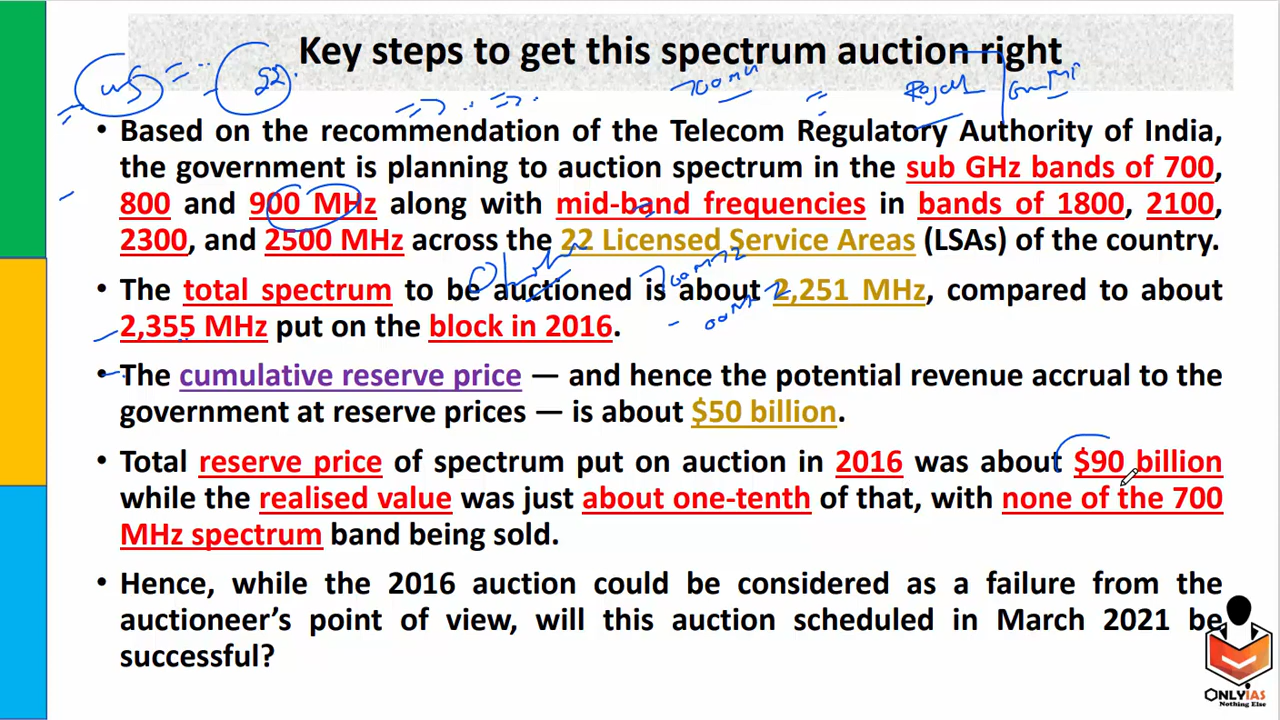 Key steps to get this spectrum auction right
• Based on the recommendation of the Telecom Regulatory Authority of India,
the government is planning to auction spectrum in the sub GHz bands of 700,
800 and 900 MHz along with mid-band frequencies in bands of 1800, 2100,
2300, and 2500 MHz across the 22 Licensed Service Areas (LSAs) of the country.
• The total spectrum to be auctioned is about 2,251 MHz, compared to about
2,355 MHz put on the block in 2016.
• The cumulative reserve price — and hence the potential revenue accrual to the
government at reserve prices — is about $50 billion.
• Total reserve price of spectrum put on auction in 2016 was about $90 billion
while the realised value was just about one-tenth of that, with none of the 700
MHz spectrum band being sold.
• Hence, while the 2016 auction could be considered as a failure from the
auctioneer's point of view, will this auction scheduled in March 2021 be
successful?
ONLYIAS
Nothing Else